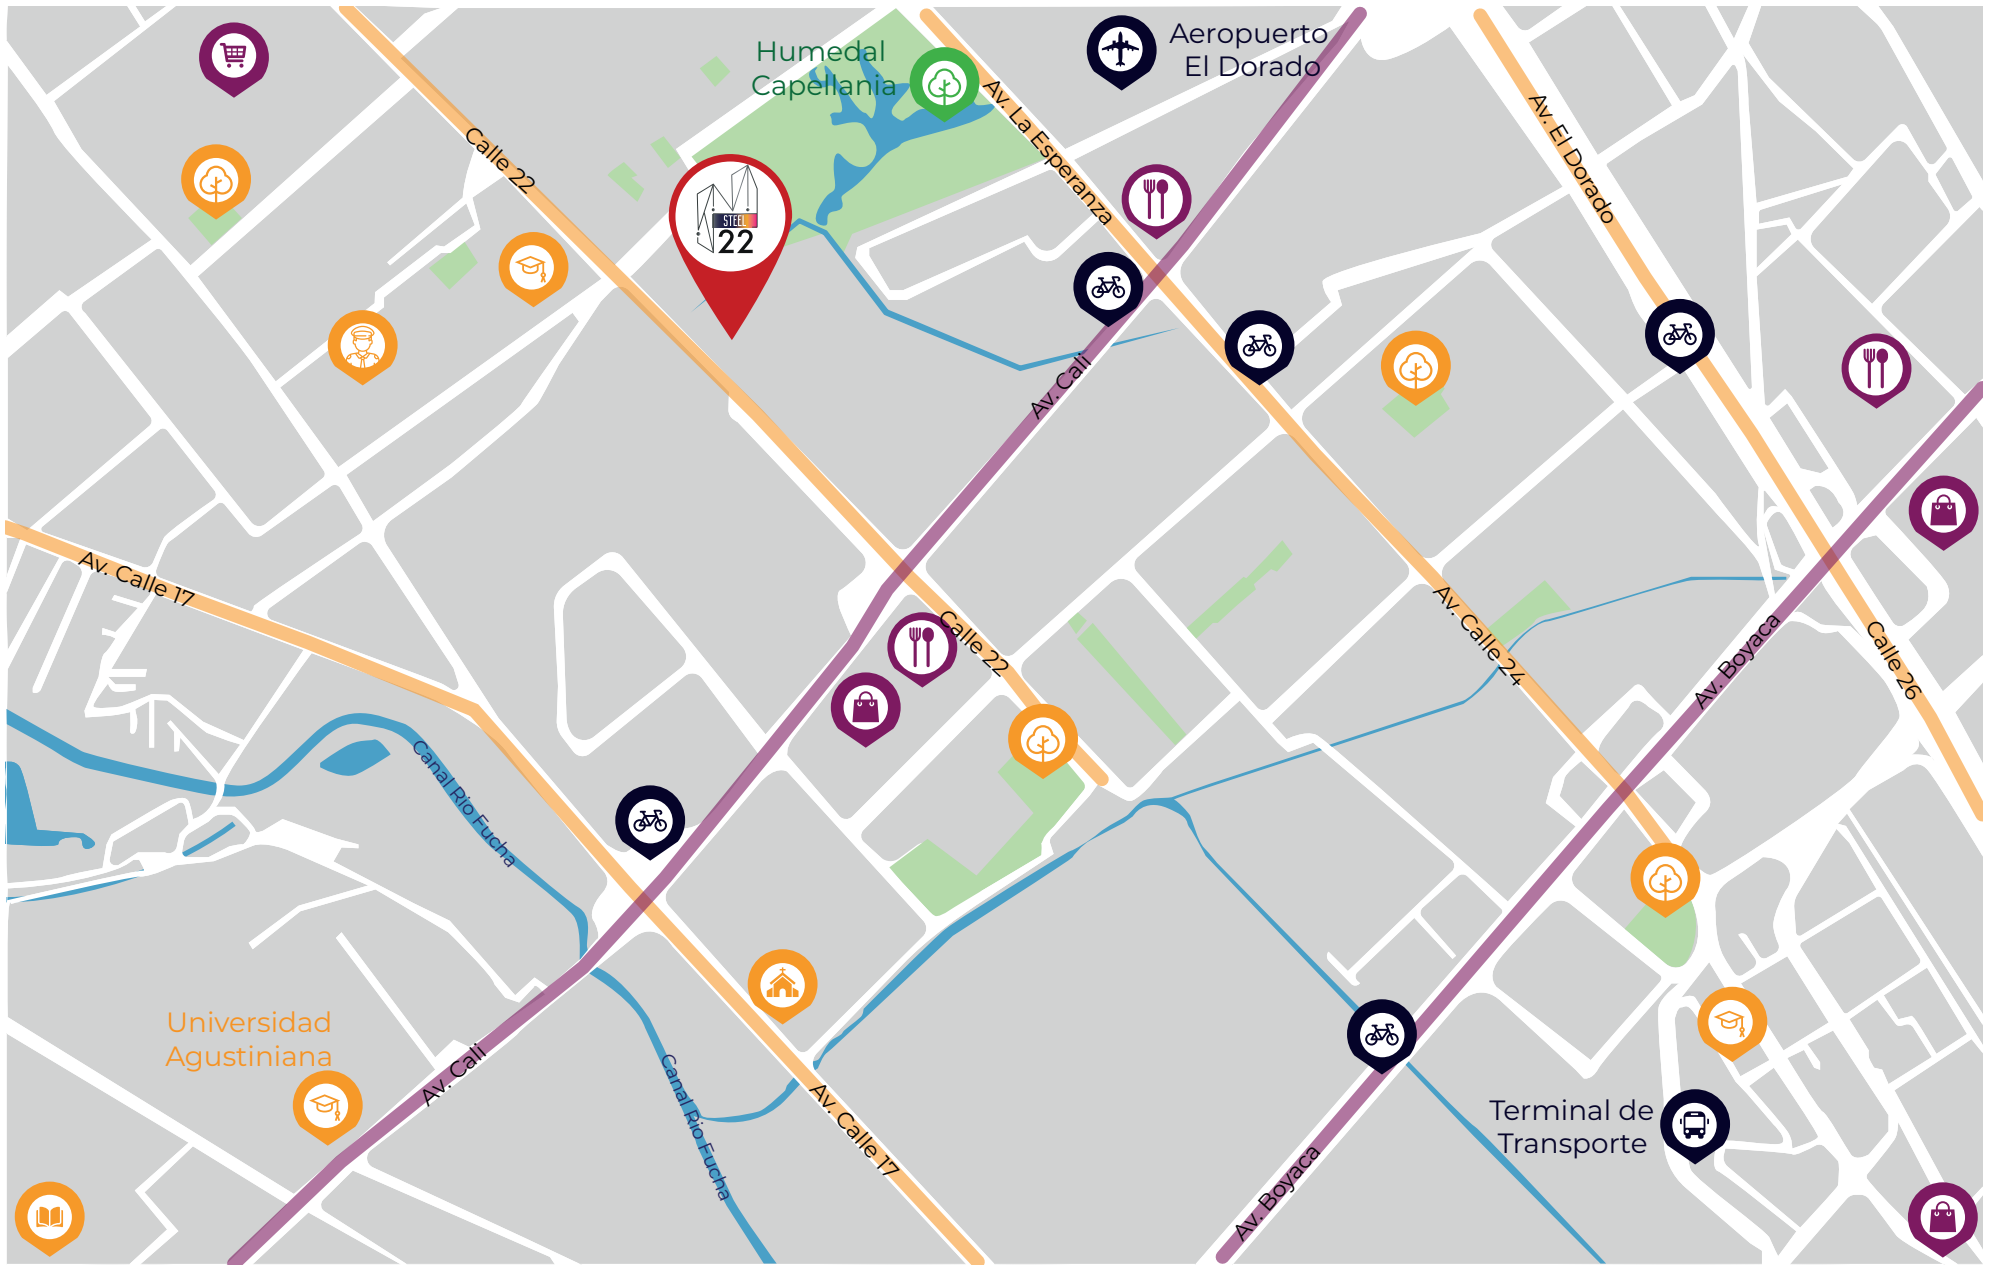 Aeropuerto
El Dorado
Humedal
Capellania
Av. La Esperanza
Av. El Dorado
Calle 22
STEEL
22
Av. Cali
Av. Calle 17
Calle 22
Av. Calle 24
Av. Boyaca
Calle 26
Canal Rio Fucha
Universidad
Agustiniana
Av. Cali
Canal Rio Fucha
Av. Calle 17
Terminal de
Transporte
Av. Boyaca